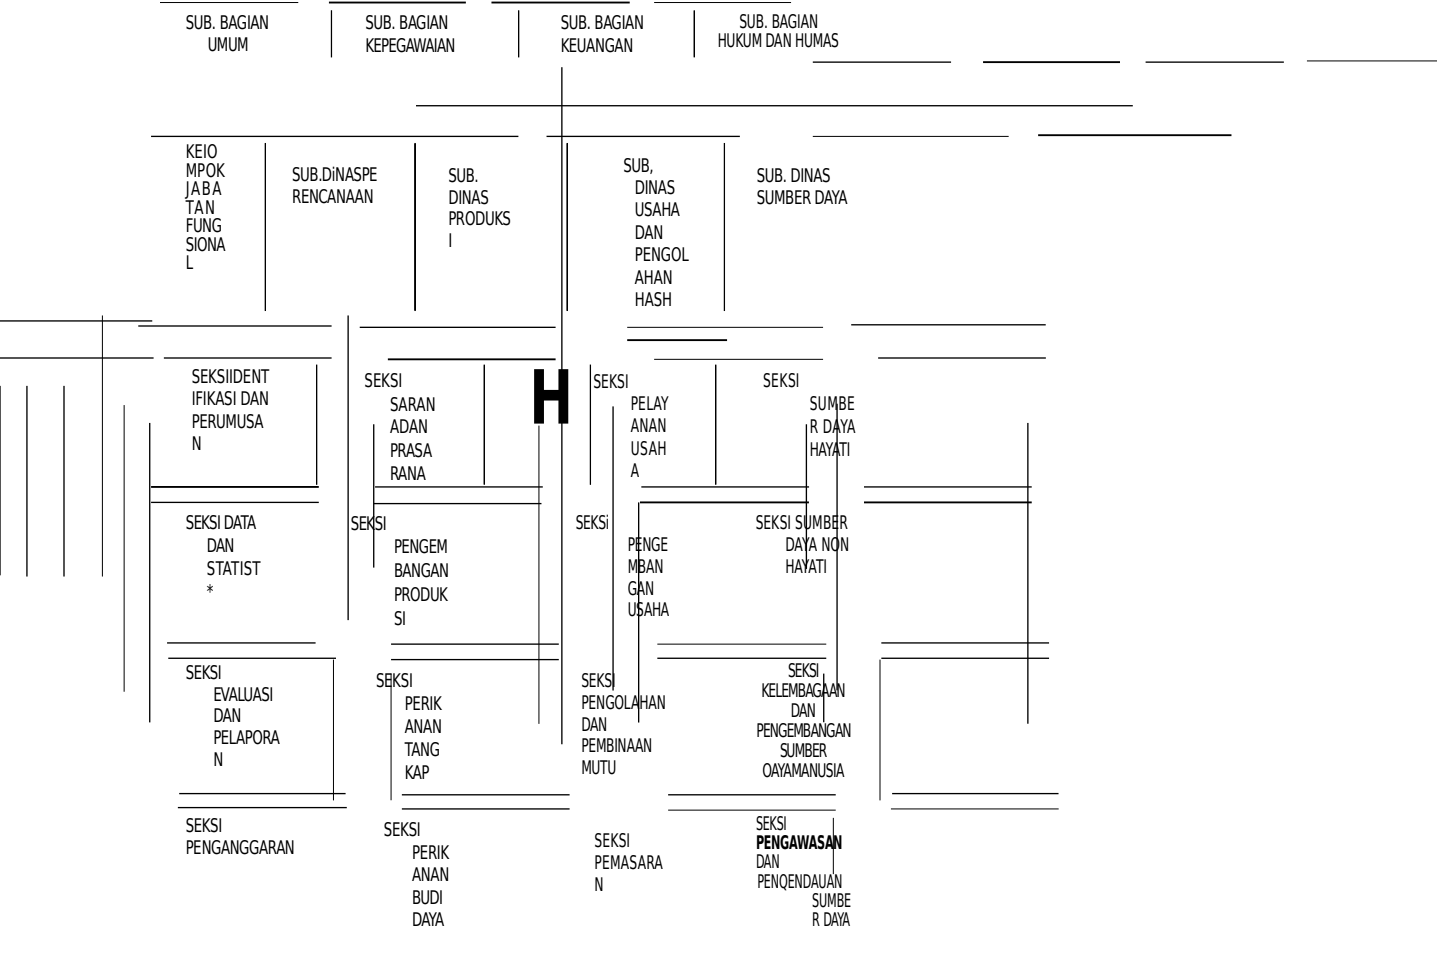 SUB. BAGIAN
UMUM
SUB. BAGIAN
KEPEGAWAIAN
SUB. BAGIAN
KEUANGAN
SUB. BAGIAN
HUKUM DAN HUMAS
KEIO
MPOK
JABA
TAN
FUNG
SIONA
L
SUB.DiNASPE
RENCANAAN
SUB.
DINAS
PRODUKS
I
SUB,
DINAS
USAHA
DAN
PENGOL
AHAN
HASH
SUB. DINAS
SUMBER DAYA
SEKSIIDENT
IFIKASI DAN
PERUMUSA
N
SEKSI
SARAN
ADAN
PRASA
RANA
H
SEKSI
PELAY
ANAN
USAH
A
SEKSI
SUMBE
R DAYA
HAYATI
SEKSI DATA
DAN
STATIST
*
SEKSI
PENGEM
BANGAN
PRODUK
SI
SEKSi
PENGE
MBAN
GAN
USAHA
SEKSI SUMBER
DAYA NON
HAYATI
SEKSI
EVALUASI
DAN
PELAPORA
N
SEKSI
PERIK
ANAN
TANG
KAP
SEKSI
PENGOLAHAN
DAN
PEMBINAAN
MUTU
SEKSI
KELEMBAGAAN
DAN
PENGEMBANGAN
SUMBER
OAYAMANUSIA
SEKSI
PENGANGGARAN
SEKSI
PERIK
ANAN
BUDI
DAYA
SEKSI
PEMASARA
N
SEKSI
PENGAWASAN
DAN
PENQENDAUAN
SUMBE
R DAYA